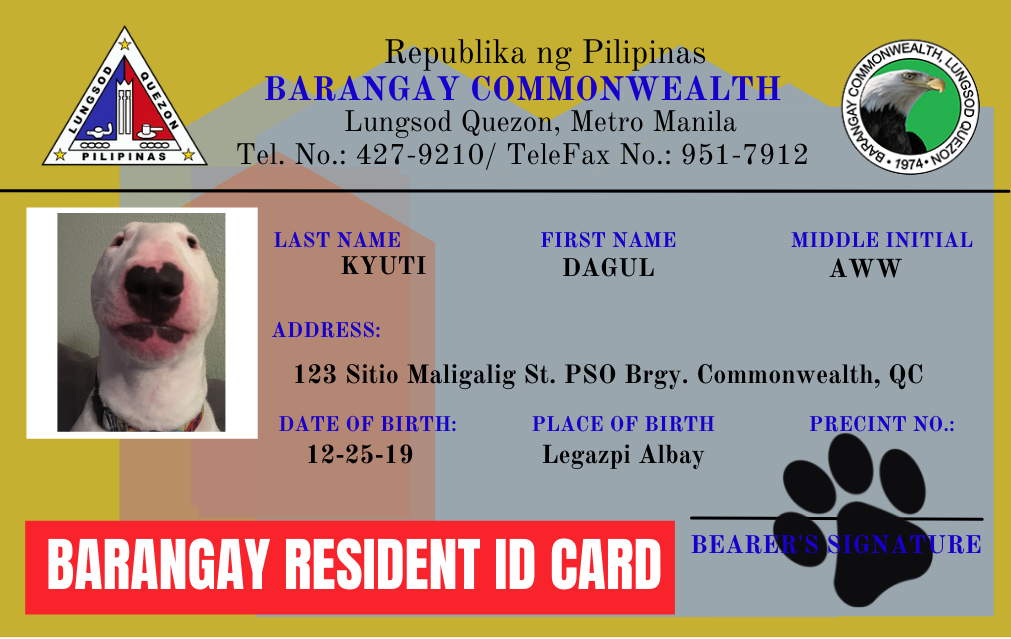 Republika ng Pilipinas
BARANGAY COMMONWEALTH
Lungsod Quezon, Metro Manila
Tel. No.: 427-9210/ TeleFax No.: 951-7912
LUNGSOD QUEZON
PILIPINAS
BARANGAY COMMONWEALTH, LUNGSOD QUEZON
• 1974 •
LAST NAME FIRST NAME MIDDLE INITIAL
KYUTI DAGUL AWW
ADDRESS:
123 Sitio Maligalig St. PSO Brgy. Commonwealth, QC
DATE OF BIRTH: PLACE OF BIRTH PRECINT NO.:
12-25-19 Legazpi Albay
BEARER'S SIGNATURE
BARANGAY RESIDENT ID CARD